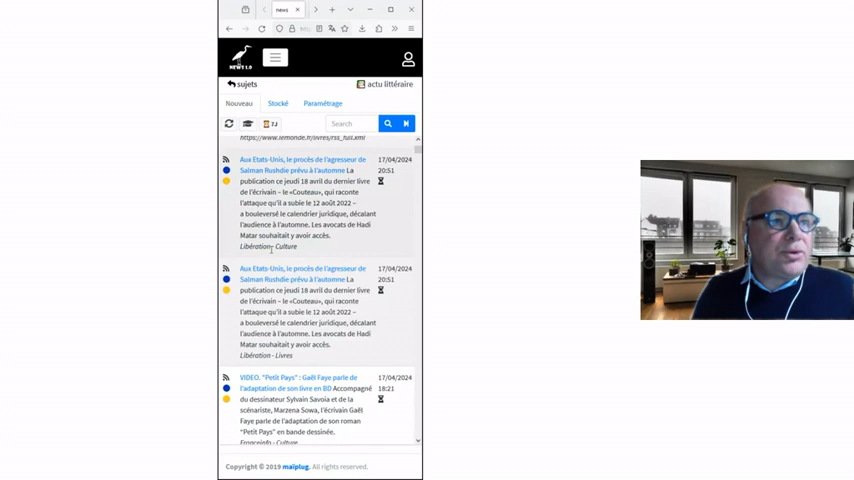 news
NEWS 1.0
sujets
actu littéraire
Nouveau Stocké Paramétrage
7J Search
https://www.lemonde.fr/livres/rss_full.xml
Aux Etats-Unis, le procès de l'agresseur de 17/04/2024
Salman Rushdie prévu à l'automne La 20:51
publication ce jeudi 18 avril du dernier livre
de l'écrivain – le «Couteau», qui raconte
l'attaque qu'il a subie le 12 août 2022 –
a bouleversé le calendrier juridique, décalant
l'audience à l'automne. Les avocats de Hadi
Matar souhaitait y avoir accès.
Libération - Culture
Aux Etats-Unis, le procès de l'agresseur de 17/04/2024
Salman Rushdie prévu à l'automne La 20:51
publication ce jeudi 18 avril du dernier livre
de l'écrivain – le «Couteau», qui raconte
l'attaque qu'il a subie le 12 août 2022 –
a bouleversé le calendrier juridique, décalant
l'audience à l'automne. Les avocats de Hadi
Matar souhaitait y avoir accès.
Libération - Livres
VIDEO. "Petit Pays" : Gaël Faye parle de 17/04/2024
l'adaptation de son livre en BD Accompagné 18:21
du dessinateur Sylvain Savoia et de la
scénariste, Marzena Sowa, l'écrivain Gaël
Faye parle de l'adaptation de son roman
"Petit Pays" en bande dessinée.
Franceinfo - Culture
Copyright © 2019 maïplug. All rights reserved.